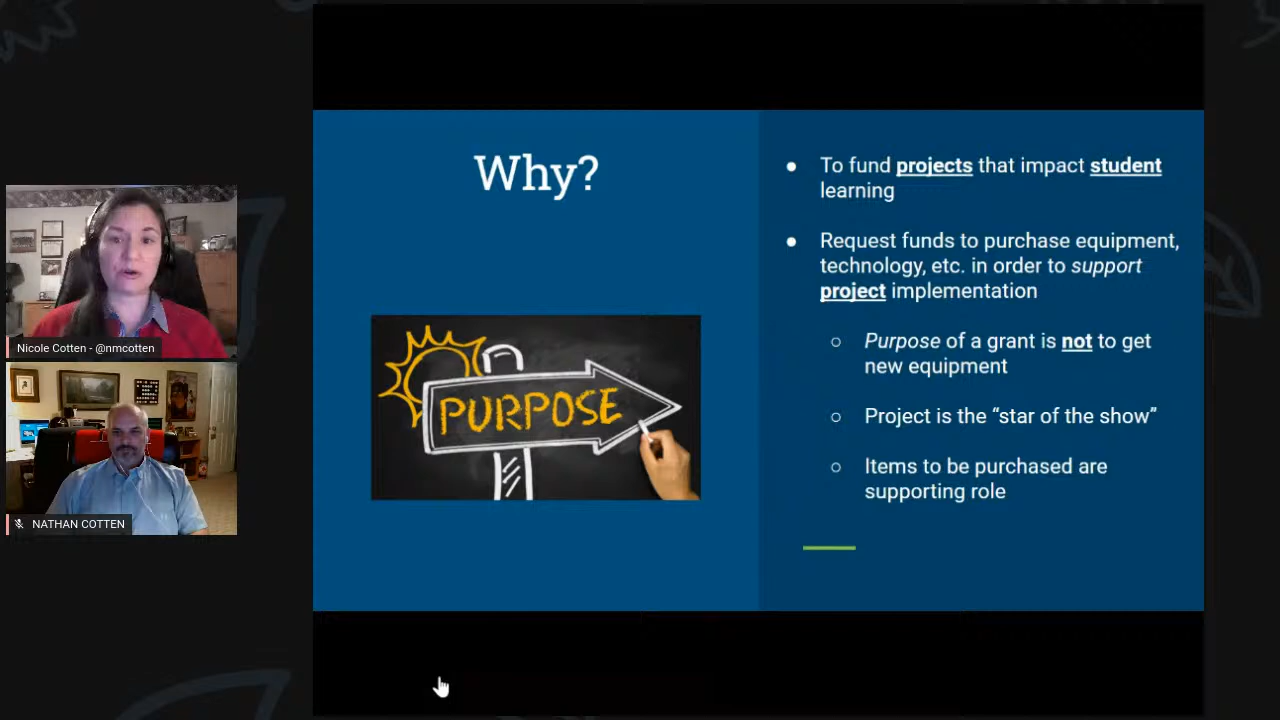 Why?
PURPOSE
● To fund projects that impact student
learning
● Request funds to purchase equipment,
technology, etc. in order to support
project implementation
○ Purpose of a grant is not to get
new equipment
○ Project is the “star of the show”
○ Items to be purchased are
supporting role
Nicole Cotten - @nmcotten
NATHAN COTTEN